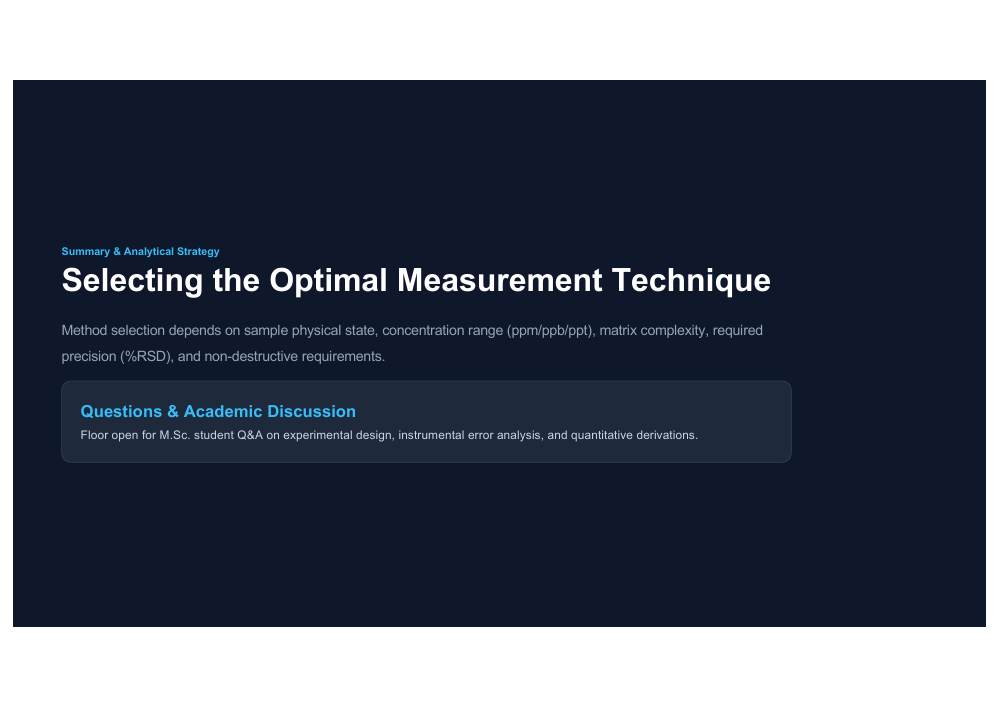 Summary & Analytical Strategy
Selecting the Optimal Measurement Technique
Method selection depends on sample physical state, concentration range (ppm/ppb/ppt), matrix complexity, required
precision (%RSD), and non-destructive requirements.
Questions & Academic Discussion
Floor open for M.Sc. student Q&A on experimental design, instrumental error analysis, and quantitative derivations.